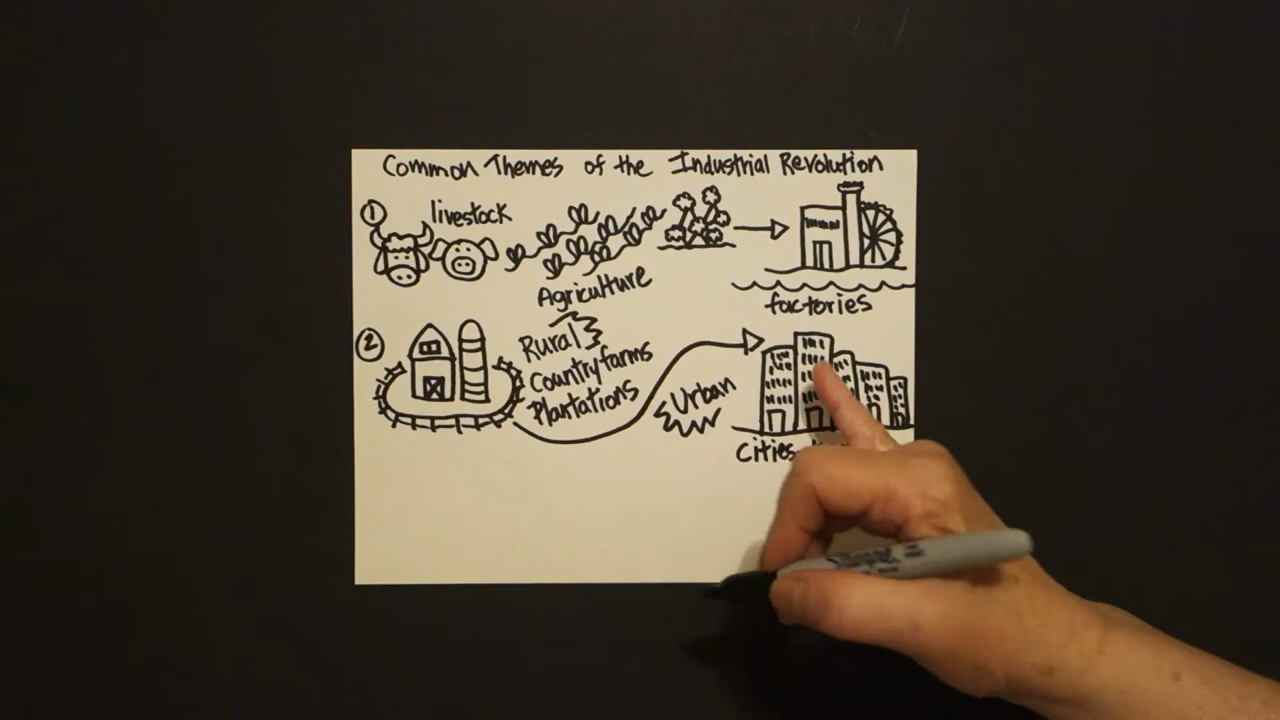 Common Themes of the Industrial Revolution
1
livestock
Agriculture
factories
2
Rural
Country farms
Plantations
Urban
cities